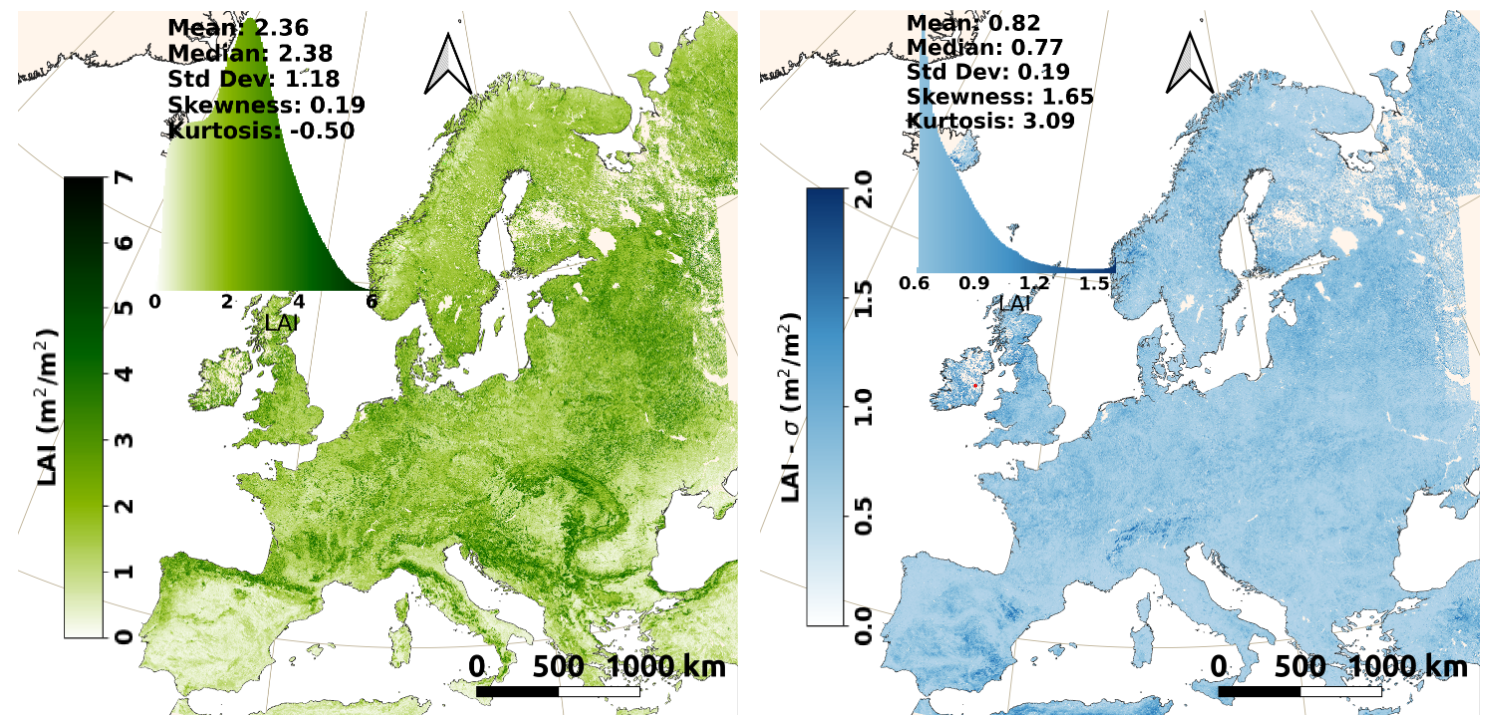 Mean: 2.36
Median: 2.38
Std Dev: 1.18
Skewness: 0.19
Kurtosis: -0.50
0 2 4 6
LAI
LAI (m²/m²)
7
6
5
4
3
2
1
0
0 500 1000 km
Mean: 0.82
Median: 0.77
Std Dev: 0.19
Skewness: 1.65
Kurtosis: 3.09
0.6 0.9 1.2 1.5
LAI
LAI - σ (m²/m²)
2.0
1.5
1.0
0.5
0.0
0 500 1000 km